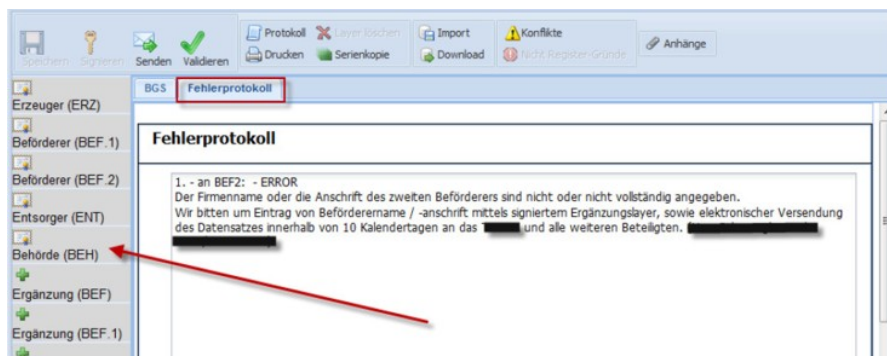 Protokoll
Layer löschen
Import
Konflikte
Speichern
Signieren
Senden
Validieren
Drucken
Serienkopie
Download
Nicht Register-Gründe
Anhänge
BGS
Fehlerprotokoll
Erzeuger (ERZ)
Beförderer (BEF.1)
Beförderer (BEF.2)
Entsorger (ENT)
Behörde (BEH)
Ergänzung (BEF)
Ergänzung (BEF.1)
Fehlerprotokoll
1. - an BEF2: - ERROR
Der Firmenname oder die Anschrift des zweiten Beförderers sind nicht oder nicht vollständig angegeben.
Wir bitten um Eintrag von Beförderername / -anschrift mittels signiertem Ergänzungslayer, sowie elektronischer Versendung
des Datensatzes innerhalb von 10 Kalendertagen an das und alle weiteren Beteiligten.